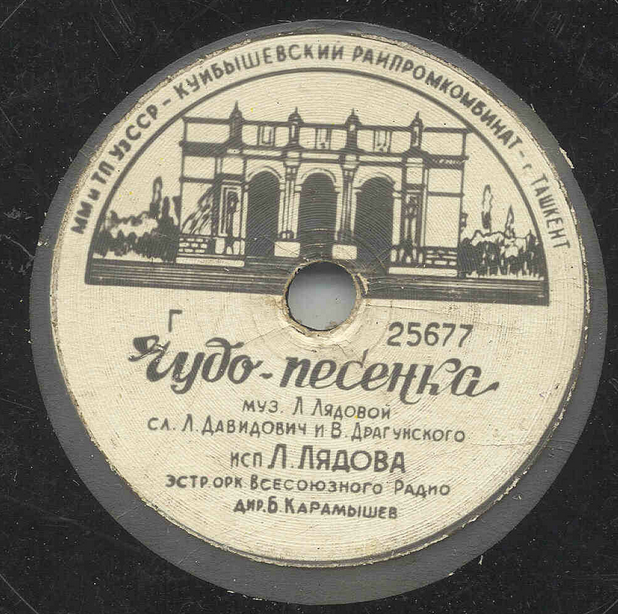 ММ и ТП УзССР - КУЙБЫШЕВСКИЙ РАЙПРОМКОМБИНАТ - г. ТАШКЕНТ
Г 25677
Чудо-песенка
муз. Л Лядовой
сл. Л. Давидович и В. Драгунского
исп Л. Лядова
эстр. орк Всесоюзного Радио
дир. Б. Карамышев